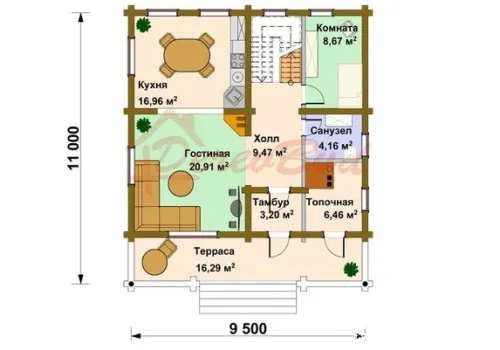 Кухня
16,96 м²
Комната
8,67 м²
Гостиная
20,91 м²
Холл
9,47 м²
Санузел
4,16 м²
Тамбур
3,20 м²
Топочная
6,46 м²
Терраса
16,29 м²
11 000
9 500